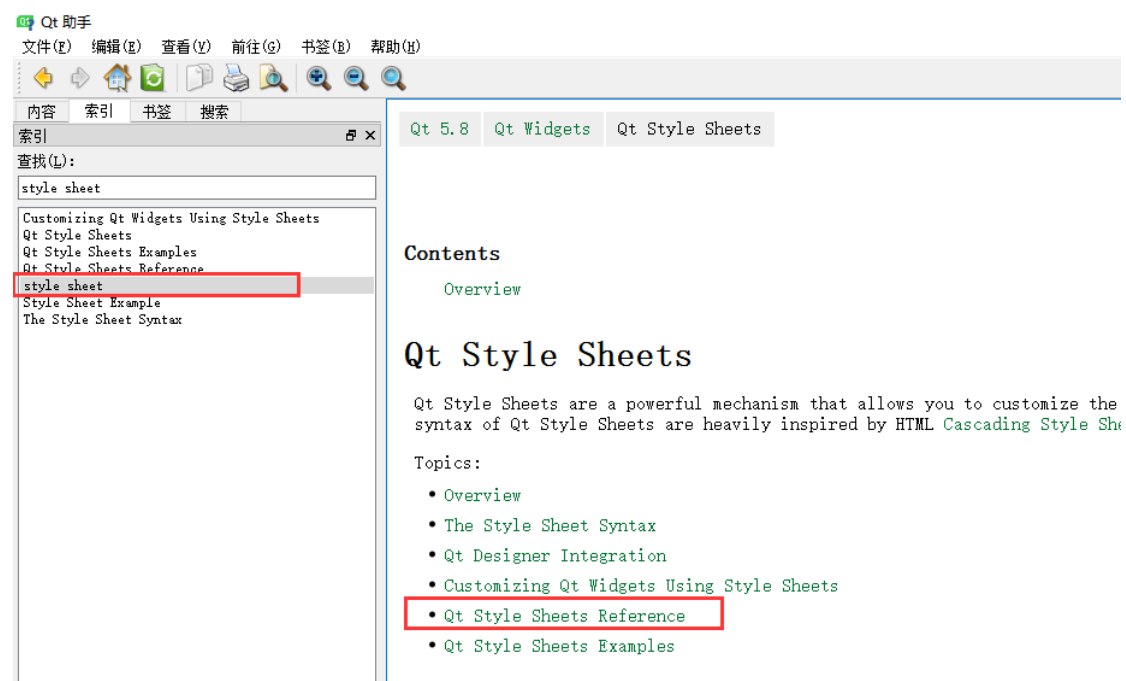 Qt 助手
文件(F) 编辑(E) 查看(V) 前往(G) 书签(B) 帮助(H)
内容 索引 书签 搜索
索引
查找(L):
style sheet
Customizing Qt Widgets Using Style Sheets
Qt Style Sheets
Qt Style Sheets Examples
Qt Style Sheets Reference
style sheet
Style Sheet Example
The Style Sheet Syntax
Qt 5.8 Qt Widgets Qt Style Sheets
Contents
Overview
Qt Style Sheets
Qt Style Sheets are a powerful mechanism that allows you to customize the
syntax of Qt Style Sheets are heavily inspired by HTML Cascading Style She
Topics:
• Overview
• The Style Sheet Syntax
• Qt Designer Integration
• Customizing Qt Widgets Using Style Sheets
• Qt Style Sheets Reference
• Qt Style Sheets Examples